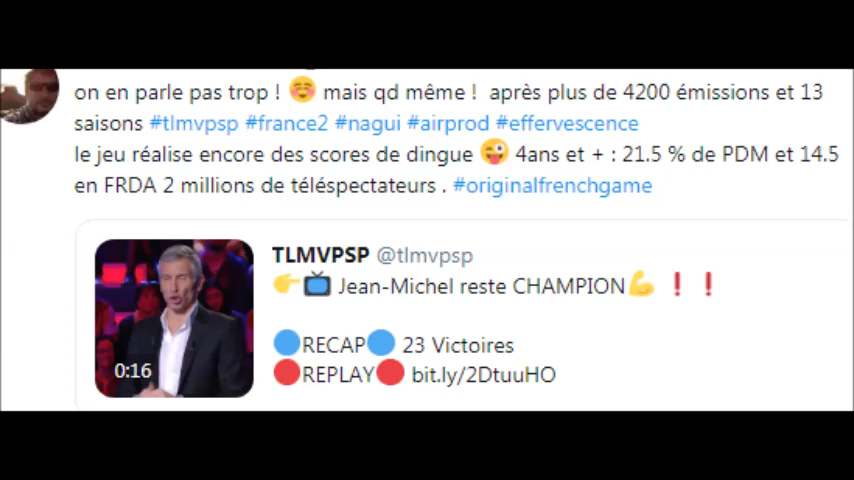 on en parle pas trop ! ☺️ mais qd même ! après plus de 4200 émissions et 13
saisons #tlmvpsp #france2 #nagui #airprod #effervescence
le jeu réalise encore des scores de dingue 😜 4ans et + : 21.5 % de PDM et 14.5
en FRDA 2 millions de téléspectateurs . #originalfrenchgame
TLMVPSP @tlmvpsp
👉📺 Jean-Michel reste CHAMPION💪❗❗
🔵RECAP🔵 23 Victoires
🔴REPLAY🔴 bit.ly/2DtuuHO
0:16